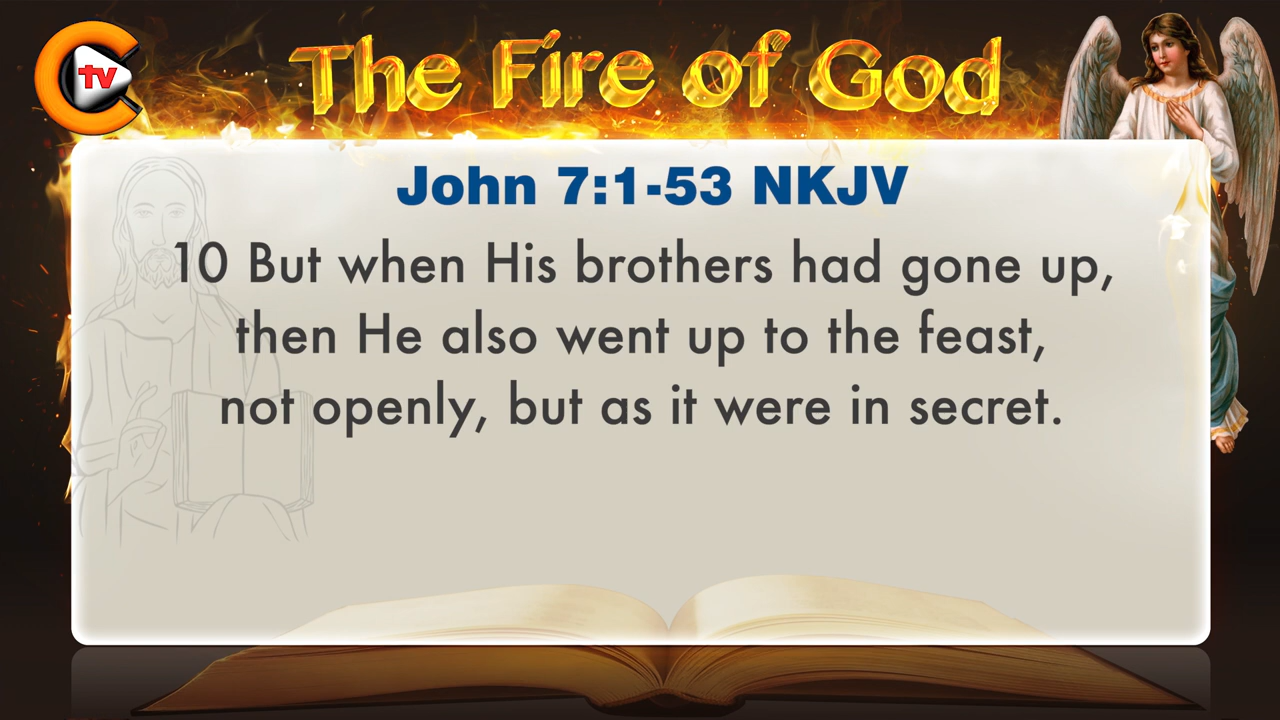 tv
The Fire of God
John 7:1-53 NKJV
10 But when His brothers had gone up,
then He also went up to the feast,
not openly, but as it were in secret.